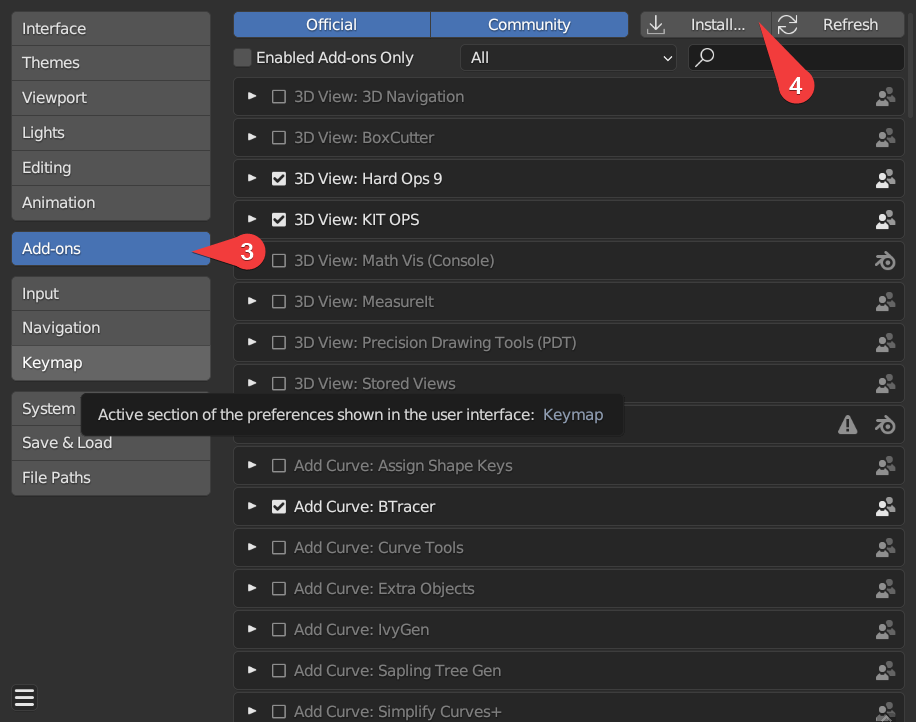 Interface
Themes
Viewport
Lights
Editing
Animation
Add-ons
3
Input
Navigation
Keymap
System
Save & Load
File Paths
Official Community Install... Refresh
4
Enabled Add-ons Only All
3D View: 3D Navigation
3D View: BoxCutter
3D View: Hard Ops 9
3D View: KIT OPS
3D View: Math Vis (Console)
3D View: MeasureIt
3D View: Precision Drawing Tools (PDT)
3D View: Stored Views
Active section of the preferences shown in the user interface: Keymap
Add Curve: Assign Shape Keys
Add Curve: BTracer
Add Curve: Curve Tools
Add Curve: Extra Objects
Add Curve: IvyGen
Add Curve: Sapling Tree Gen
Add Curve: Simplify Curves+